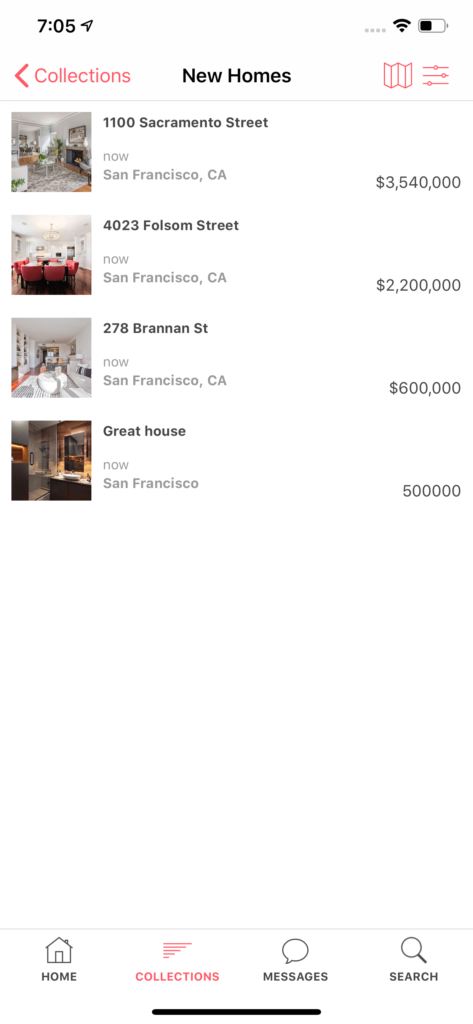 7:05
Collections
New Homes
1100 Sacramento Street
now
San Francisco, CA
$3,540,000
4023 Folsom Street
now
San Francisco, CA
$2,200,000
278 Brannan St
now
San Francisco, CA
$600,000
Great house
now
San Francisco
500000
HOME
COLLECTIONS
MESSAGES
SEARCH